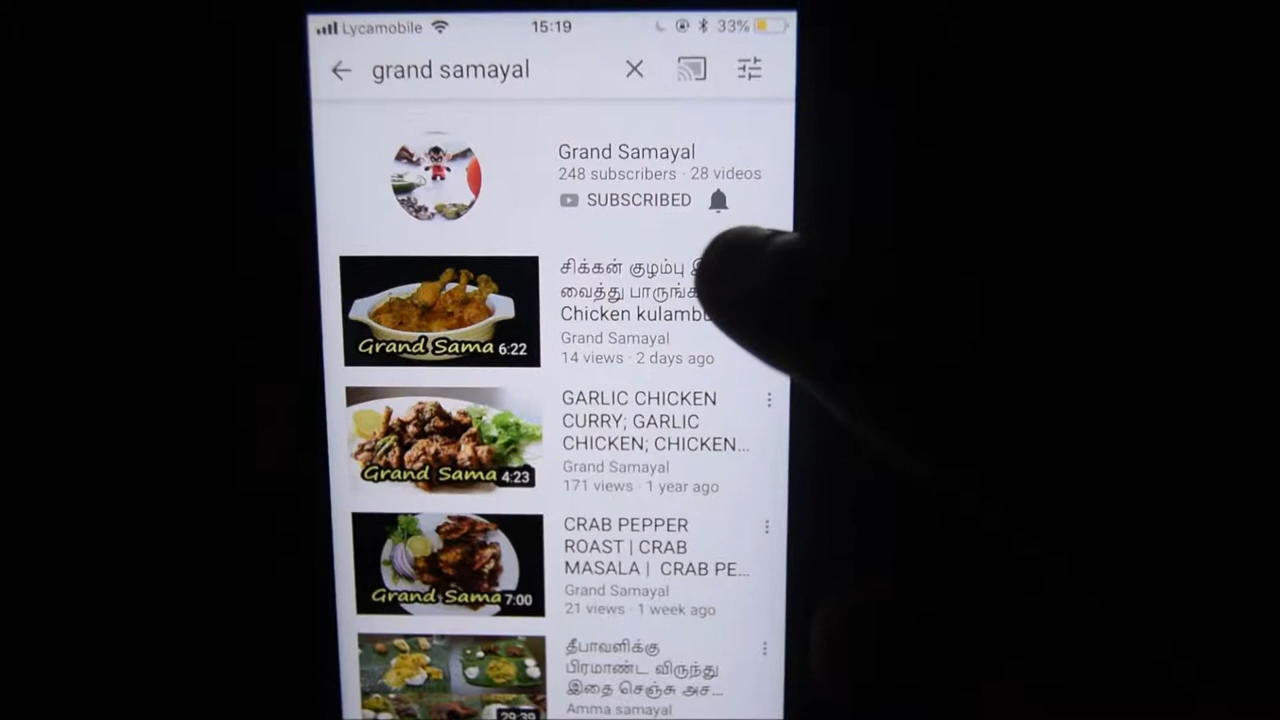 Lycamobile 15:19 33%
grand samayal
Grand Samayal
248 subscribers · 28 videos
SUBSCRIBED
சிக்கன் குழம்பு
வைத்து
Chicken kulambu
Grand Samayal
14 views · 2 days ago
Grand Sama 6:22
GARLIC CHICKEN
CURRY; GARLIC
CHICKEN; CHICKEN...
Grand Samayal
171 views · 1 year ago
Grand Sama 4:23
CRAB PEPPER
ROAST | CRAB
MASALA | CRAB PE...
Grand Samayal
21 views · 1 week ago
Grand Sama 7:00
தீபாவளிக்கு
பிரமாண்ட விருந்து
இதை செஞ்சு அச...
Amma samayal
29:39